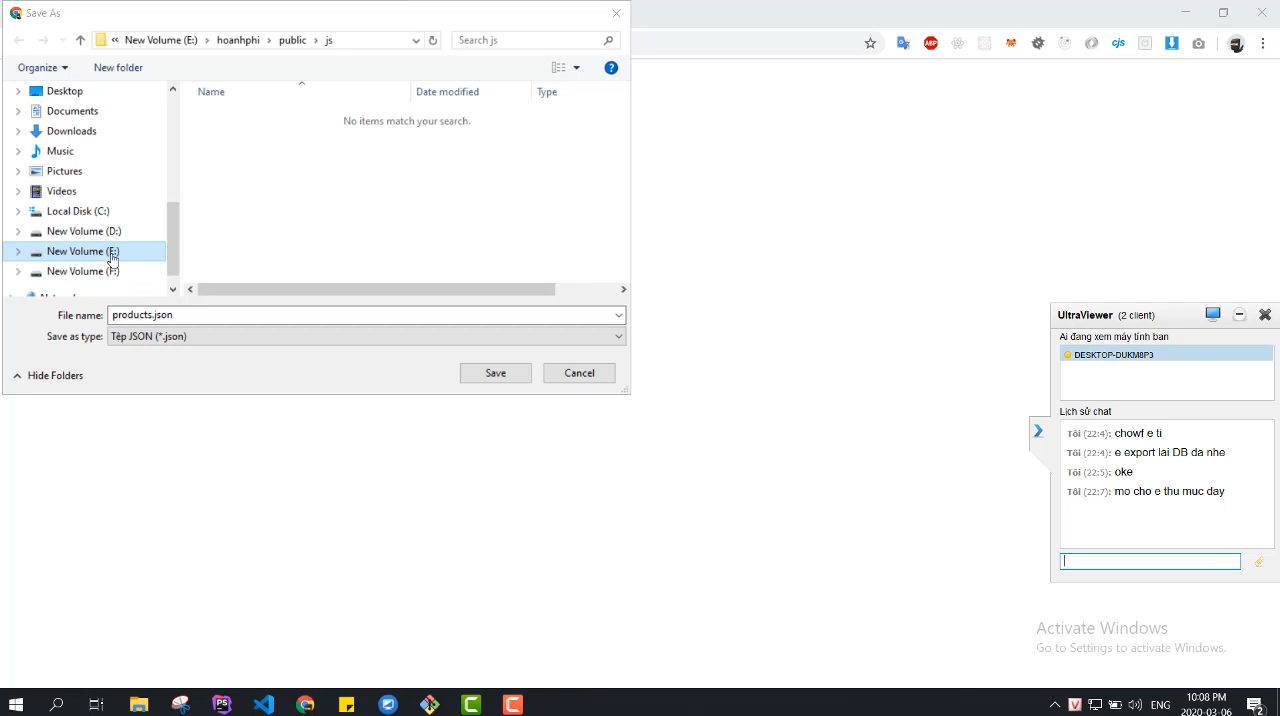 Save As
« New Volume (E:) › hoanhphi › public › js
Search js
Organize
New folder
Name
Date modified
Type
No items match your search.
Desktop
Documents
Downloads
Music
Pictures
Videos
Local Disk (C:)
New Volume (D:)
New Volume (E:)
New Volume (F:)
File name: products.json
Save as type: Tệp JSON (*.json)
Hide Folders
Save
Cancel
ABP
cjs
UltraViewer (2 client)
Ai đang xem máy tính bạn
DESKTOP-DUKM8P3
Lịch sử chat
Tôi (22:4): chowf e ti
Tôi (22:4): e export lai DB da nhe
Tôi (22:5): oke
Tôi (22:7): mo cho e thu muc day
Activate Windows
Go to Settings to activate Windows.
ENG
10:08 PM
2020-03-06
2